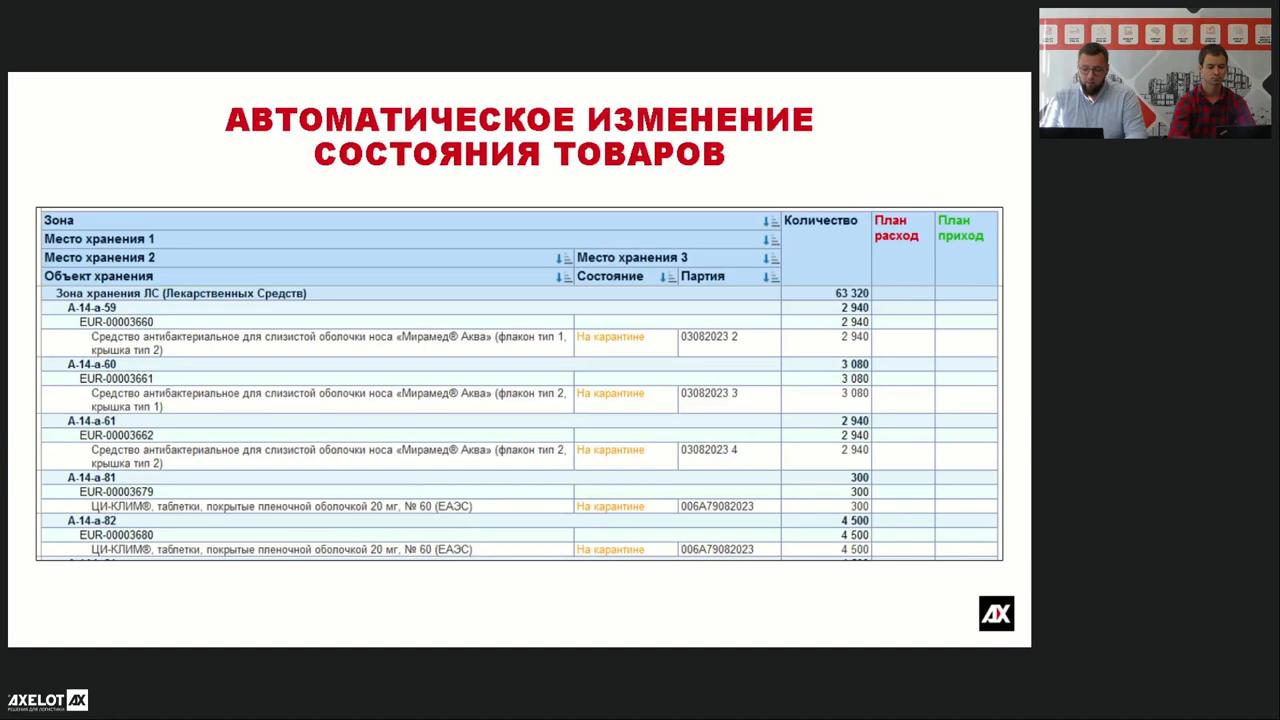 АВТОМАТИЧЕСКОЕ ИЗМЕНЕНИЕ
СОСТОЯНИЯ ТОВАРОВ
Зона Количество План расход План приход
Место хранения 1
Место хранения 2 Место хранения 3
Объект хранения Состояние Партия
Зона хранения ЛС (Лекарственных Средств) 63 320
А-14-а-59 2 940
EUR-00003660 2 940
Средство антибактериальное для слизистой оболочки носа «Мирамед® Аква» (флакон тип 1, На карантине 03082023 2 2 940
крышка тип 2)
А-14-а-60 3 080
EUR-00003661 3 080
Средство антибактериальное для слизистой оболочки носа «Мирамед® Аква» (флакон тип 2, На карантине 03082023 3 3 080
крышка тип 1)
А-14-а-61 2 940
EUR-00003662 2 940
Средство антибактериальное для слизистой оболочки носа «Мирамед® Аква» (флакон тип 2, На карантине 03082023 4 2 940
крышка тип 2)
А-14-а-81 300
EUR-00003679 300
ЦИ-КЛИМ®, таблетки, покрытые пленочной оболочкой 20 мг, № 60 (ЕАЭС) На карантине 006А79082023 300
А-14-а-82 4 500
EUR-00003680 4 500
ЦИ-КЛИМ®, таблетки, покрытые пленочной оболочкой 20 мг, № 60 (ЕАЭС) На карантине 006А79082023 4 500
AX
AXELOT AX
РЕШЕНИЯ ДЛЯ ЛОГИСТИКИ